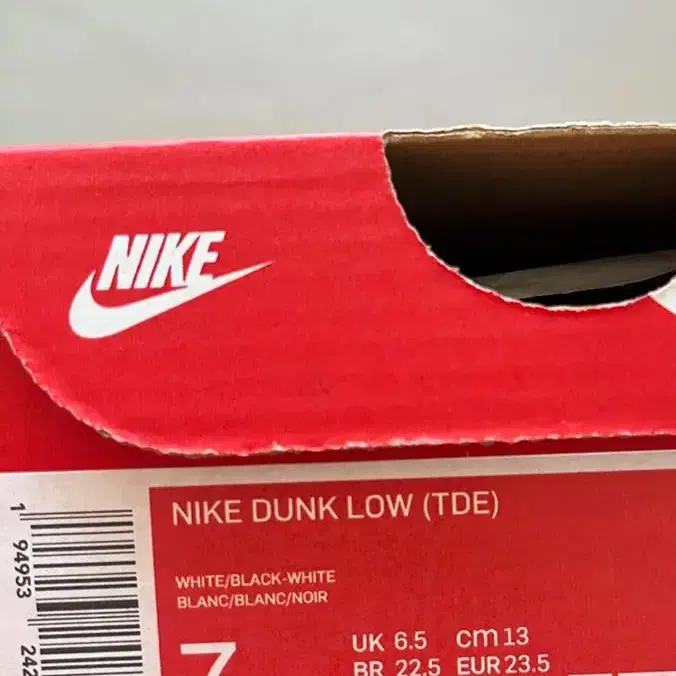 NIKE
NIKE DUNK LOW (TDE)
WHITE/BLACK-WHITE
BLANC/BLANC/NOIR
7
UK 6.5 cm 13
BR 22.5 EUR 23.5
1 94953 242